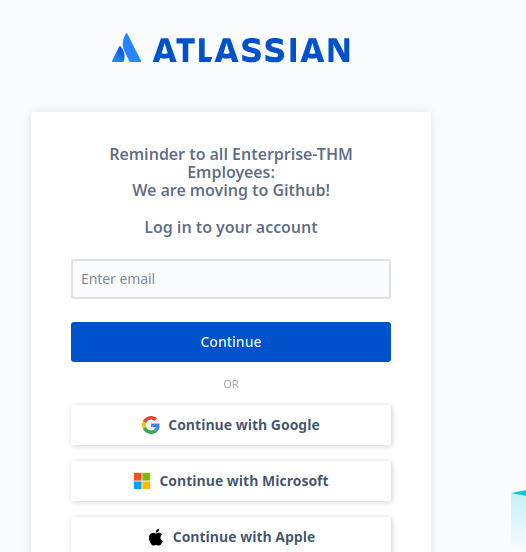 ATLASSIAN
Reminder to all Enterprise-THM
Employees:
We are moving to Github!
Log in to your account
Enter email
Continue
OR
Continue with Google
Continue with Microsoft
Continue with Apple